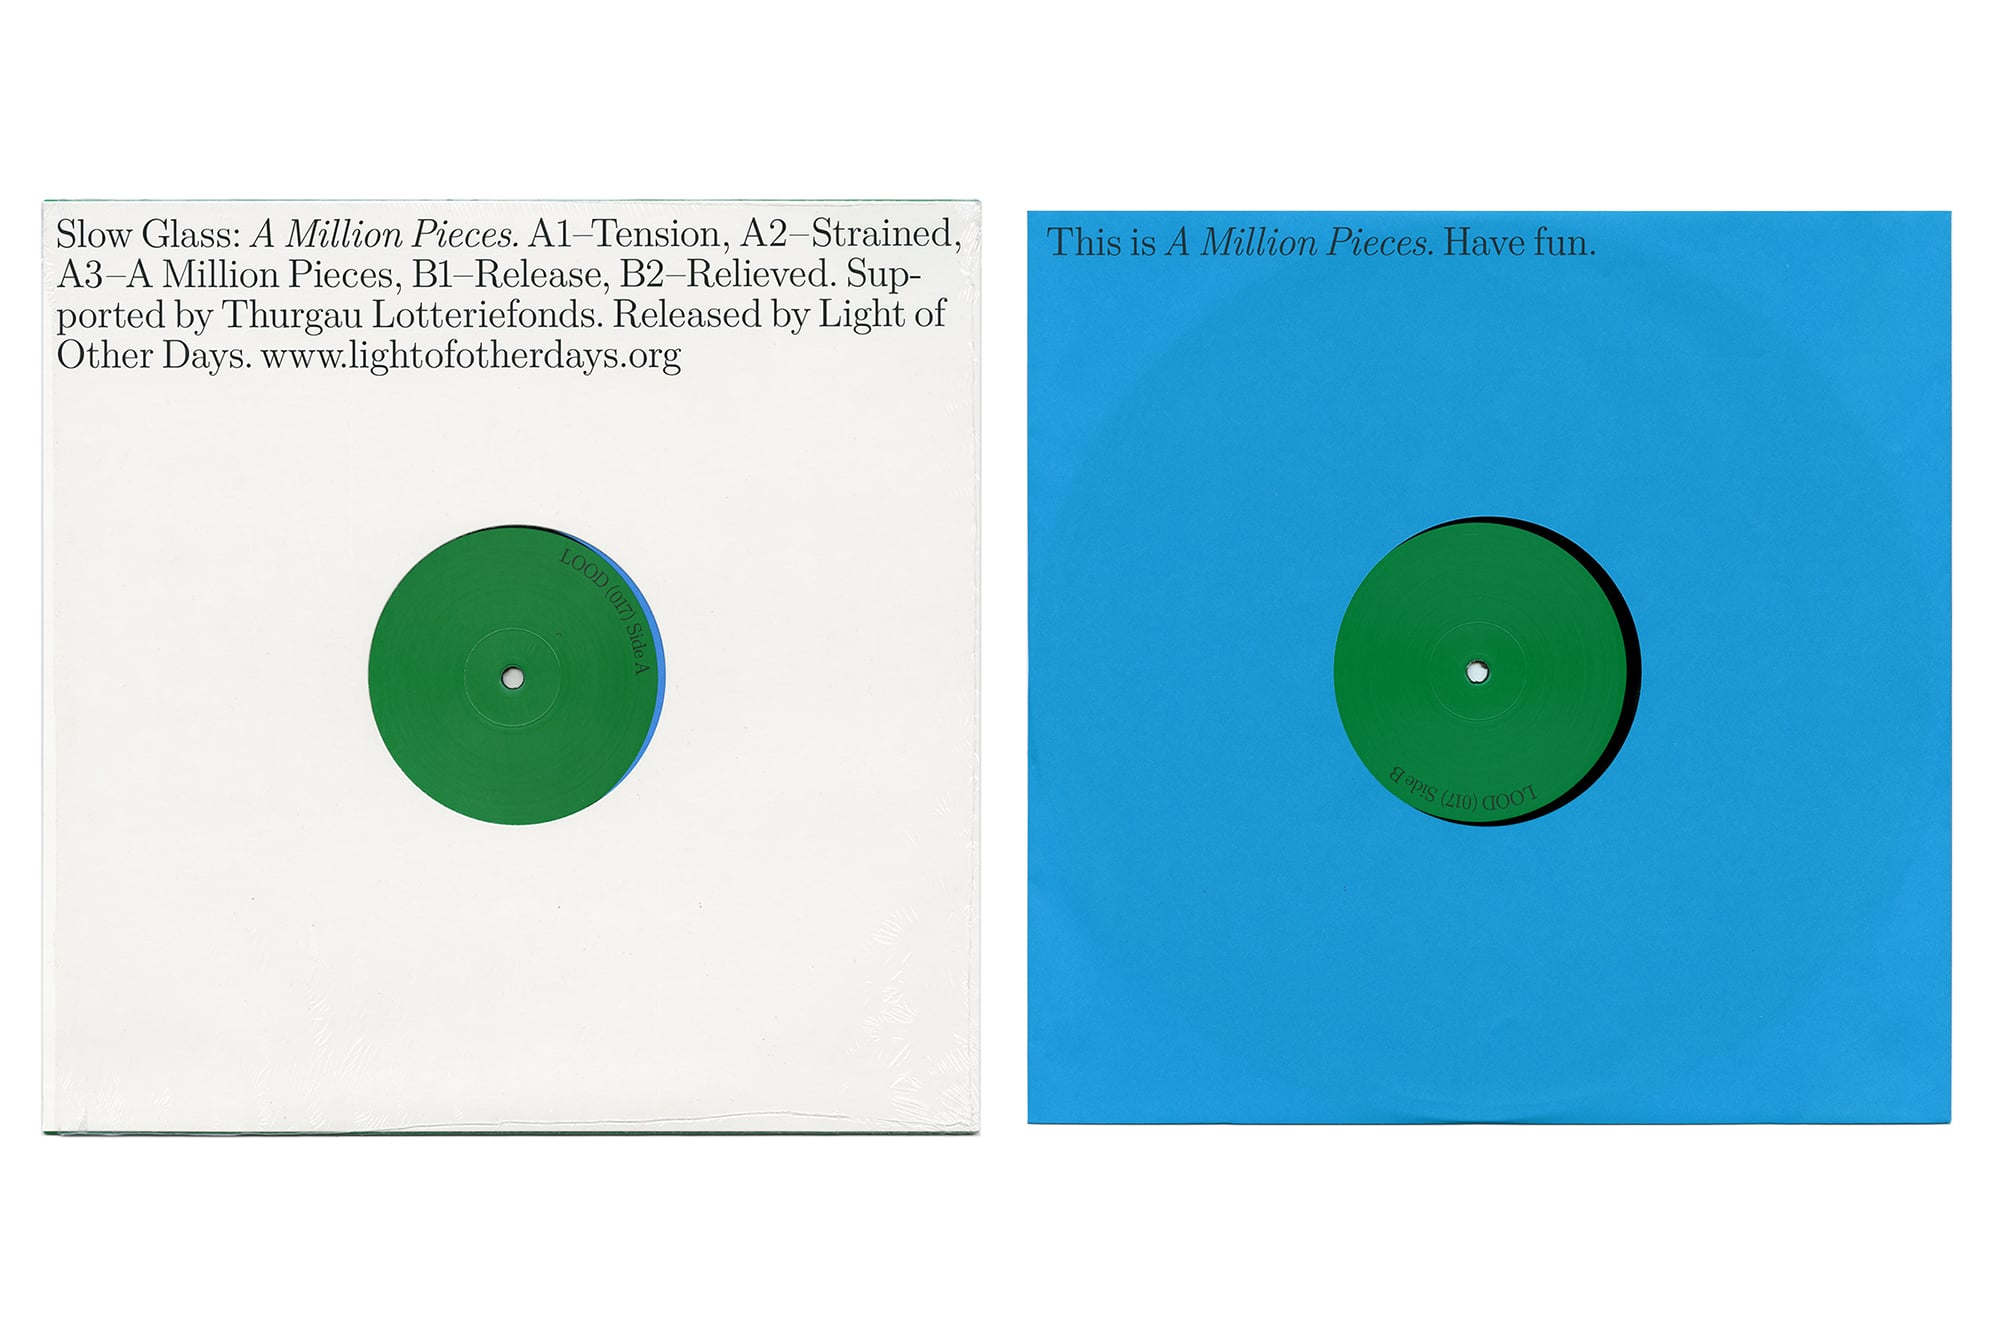 Slow Glass: A Million Pieces. A1–Tension, A2–Strained,
A3–A Million Pieces, B1–Release, B2–Relieved. Sup-
ported by Thurgau Lotteriefonds. Released by Light of
Other Days. www.lightofotherdays.org
LOOD (017) Side A
This is A Million Pieces. Have fun.
LOOD (017) Side B